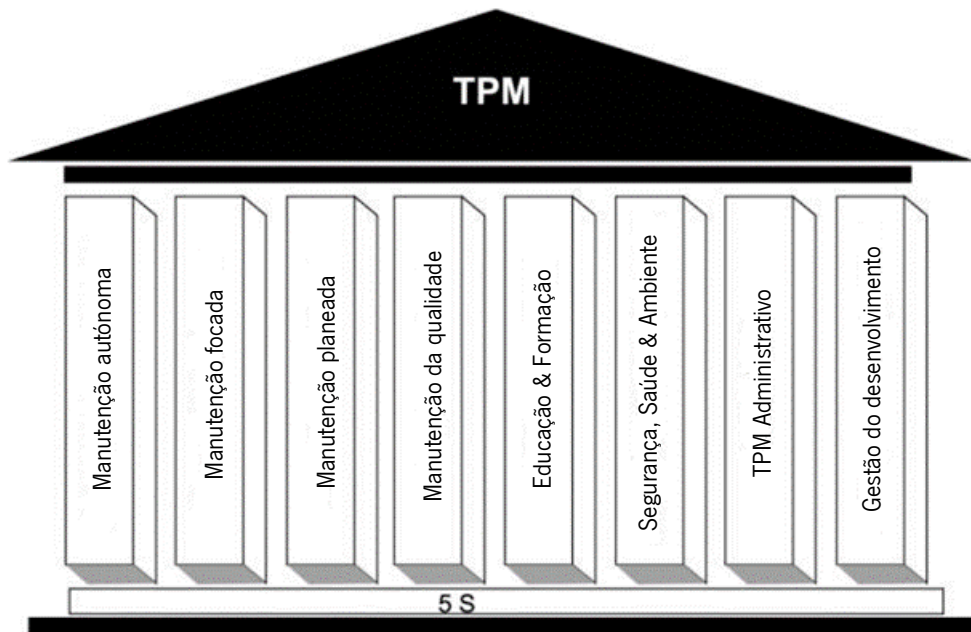 TPM
Manutenção autónoma
Manutenção focada
Manutenção planeada
Manutenção da qualidade
Educação & Formação
Segurança, Saúde & Ambiente
TPM Administrativo
Gestão do desenvolvimento
5 S